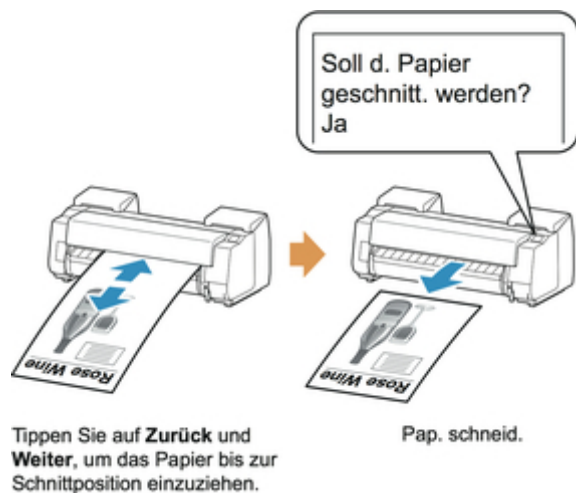 Soll d. Papier
geschnitt. werden?
Ja
Rose Wine
Rose Wine
Tippen Sie auf Zurück und
Weiter, um das Papier bis zur
Schnittposition einzuziehen.
Pap. schneid.